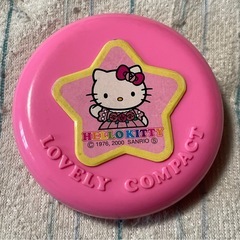 HELLO KITTY
© 1976, 2000 SANRIO
LOVELY COMPACT